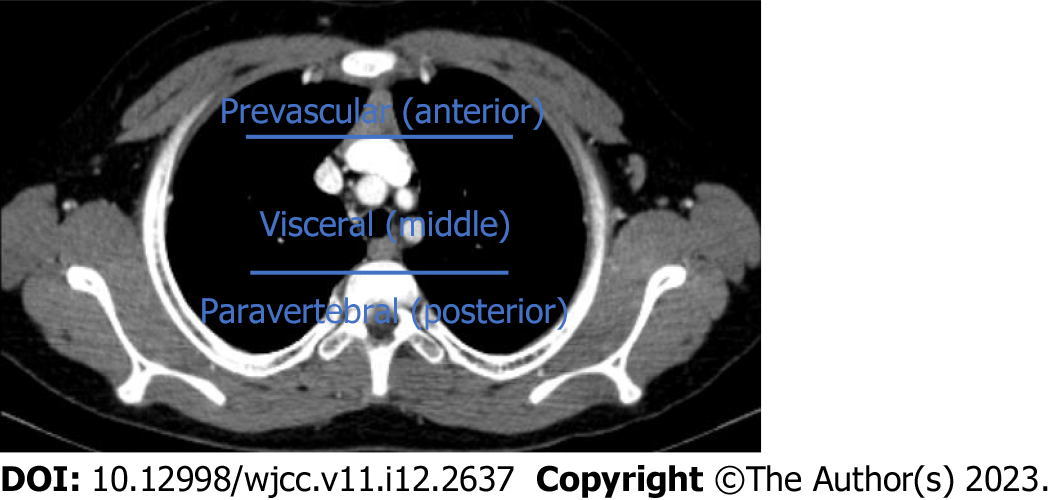 Prevascular (anterior)
Visceral (middle)
Paravertebral (posterior)
DOI: 10.12998/wjcc.v11.i12.2637 Copyright ©The Author(s) 2023.